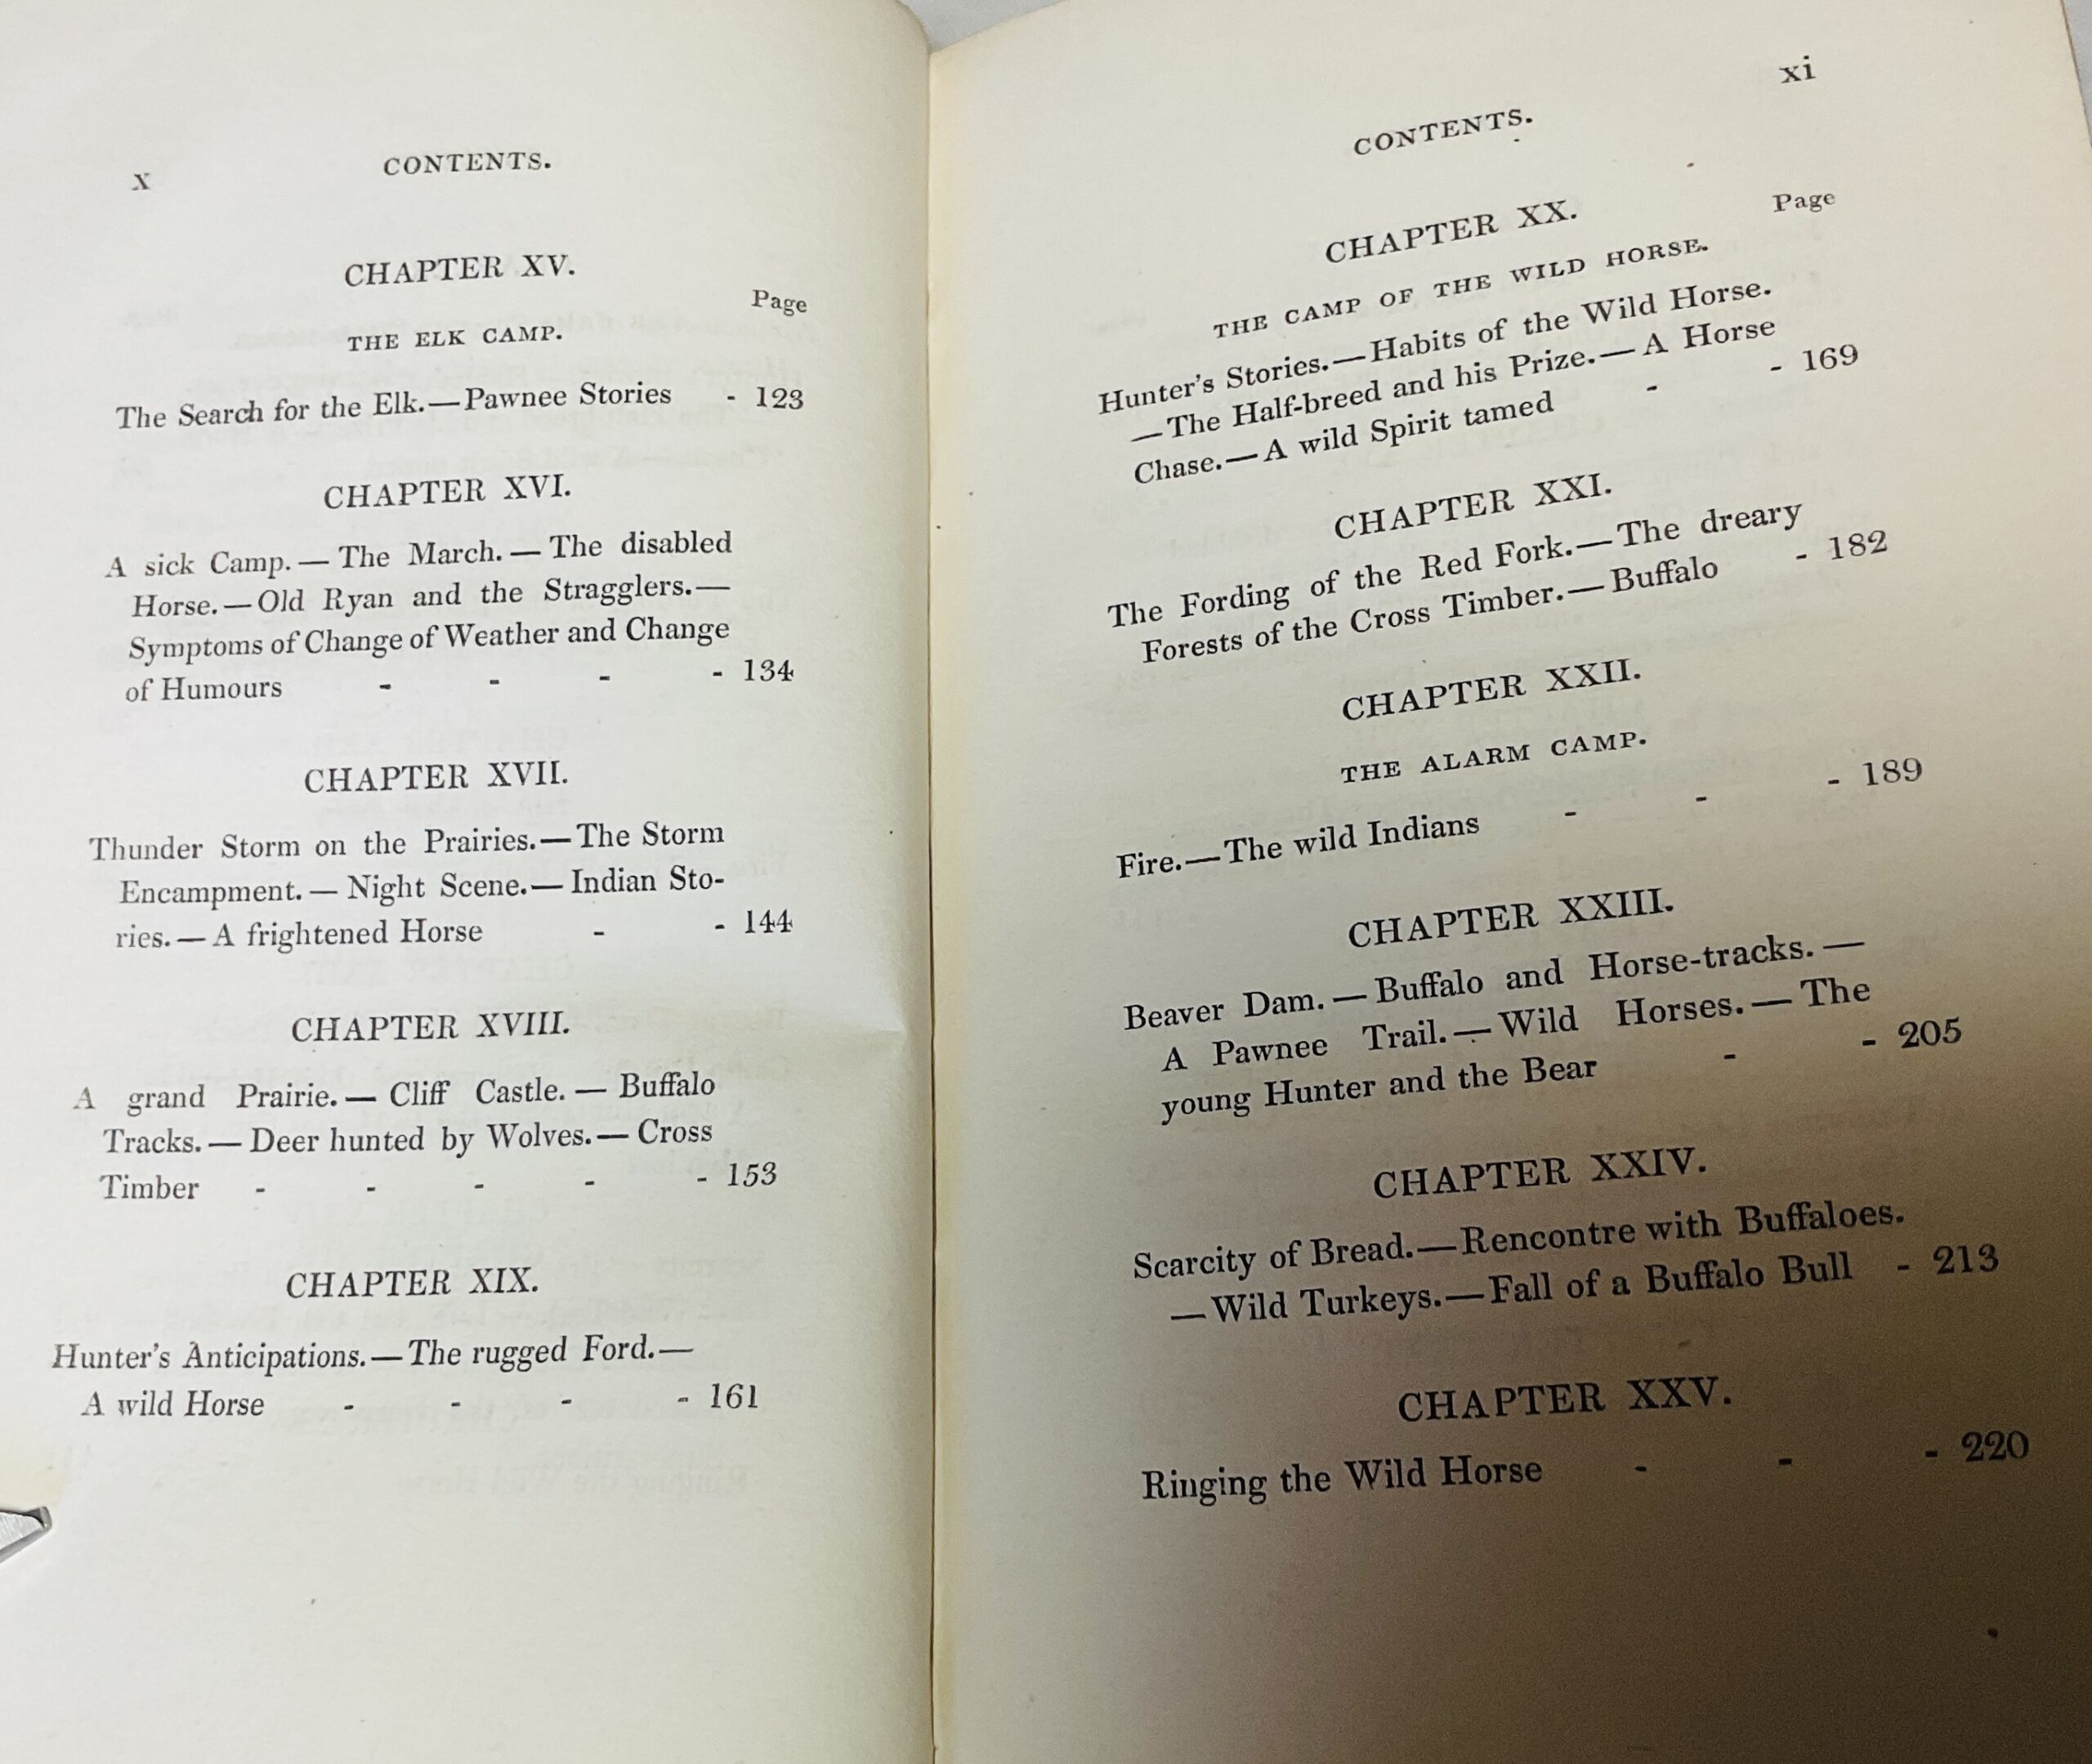 x
CONTENTS.
CHAPTER XV.
Page
THE ELK CAMP.
The Search for the Elk.—Pawnee Stories - 123
CHAPTER XVI.
A sick Camp.— The March.— The disabled
Horse.—Old Ryan and the Stragglers.—
Symptoms of Change of Weather and Change
of Humours - - - - 134
CHAPTER XVII.
Thunder Storm on the Prairies.—The Storm
Encampment.— Night Scene.— Indian Sto-
ries.— A frightened Horse - - 144
CHAPTER XVIII.
A grand Prairie.— Cliff Castle.— Buffalo
Tracks.— Deer hunted by Wolves.— Cross
Timber - - - - - 153
CHAPTER XIX.
Hunter's Anticipations.—The rugged Ford.—
A wild Horse - - - - 161
xi
CONTENTS.
CHAPTER XX.
Page
THE CAMP OF THE WILD HORSE.
Hunter's Stories.—Habits of the Wild Horse.
—The Half-breed and his Prize.—A Horse
Chase.—A wild Spirit tamed - - 169
CHAPTER XXI.
The Fording of the Red Fork.—The dreary
Forests of the Cross Timber.—Buffalo - 182
CHAPTER XXII.
THE ALARM CAMP.
Fire.—The wild Indians - - - 189
CHAPTER XXIII.
Beaver Dam.— Buffalo and Horse-tracks.—
A Pawnee Trail.—Wild Horses.— The
young Hunter and the Bear - - 205
CHAPTER XXIV.
Scarcity of Bread.—Rencontre with Buffaloes.
—Wild Turkeys.—Fall of a Buffalo Bull - 213
CHAPTER XXV.
Ringing the Wild Horse - - - 220